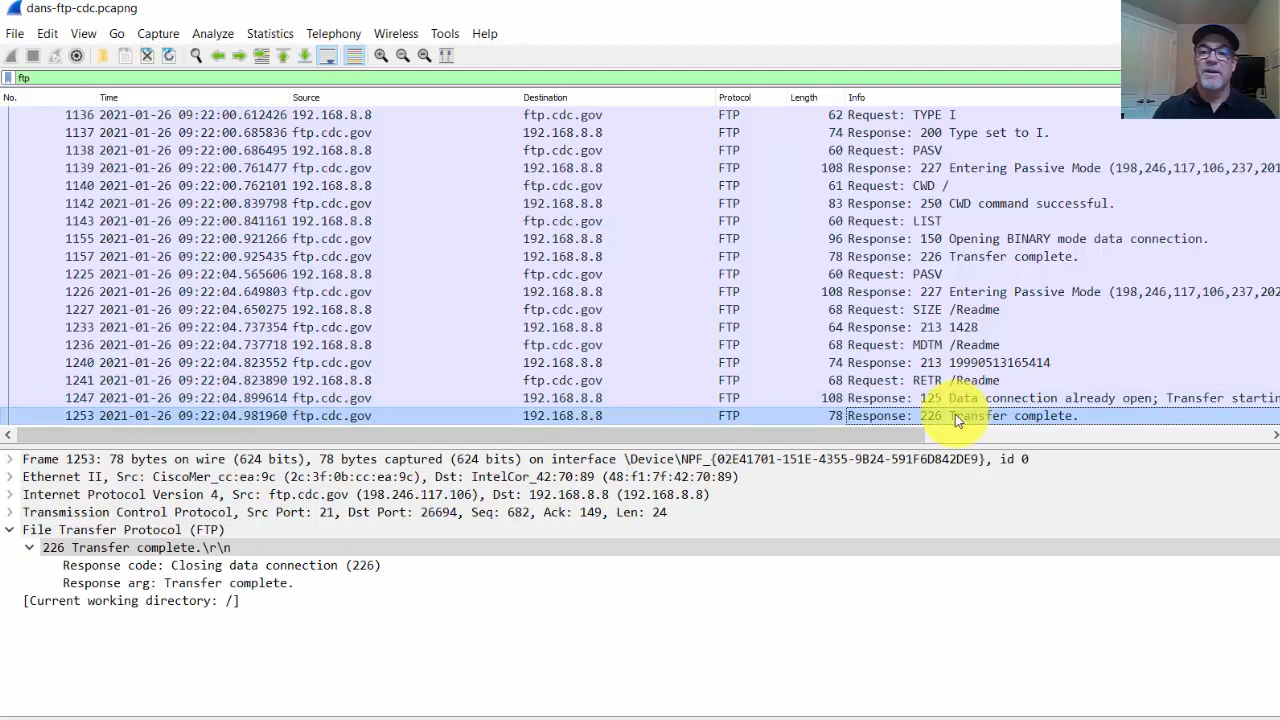 dans-ftp-cdc.pcapng
File Edit View Go Capture Analyze Statistics Telephony Wireless Tools Help
ftp
No. Time Source Destination Protocol Length Info
1136 2021-01-26 09:22:00.612426 192.168.8.8 ftp.cdc.gov FTP 62 Request: TYPE I
1137 2021-01-26 09:22:00.685836 ftp.cdc.gov 192.168.8.8 FTP 74 Response: 200 Type set to I.
1138 2021-01-26 09:22:00.686495 192.168.8.8 ftp.cdc.gov FTP 60 Request: PASV
1139 2021-01-26 09:22:00.761477 ftp.cdc.gov 192.168.8.8 FTP 108 Response: 227 Entering Passive Mode (198,246,117,106,237,201
1140 2021-01-26 09:22:00.762101 192.168.8.8 ftp.cdc.gov FTP 61 Request: CWD /
1142 2021-01-26 09:22:00.839798 ftp.cdc.gov 192.168.8.8 FTP 83 Response: 250 CWD command successful.
1143 2021-01-26 09:22:00.841161 192.168.8.8 ftp.cdc.gov FTP 60 Request: LIST
1155 2021-01-26 09:22:00.921266 ftp.cdc.gov 192.168.8.8 FTP 96 Response: 150 Opening BINARY mode data connection.
1157 2021-01-26 09:22:00.925435 ftp.cdc.gov 192.168.8.8 FTP 78 Response: 226 Transfer complete.
1225 2021-01-26 09:22:04.565606 192.168.8.8 ftp.cdc.gov FTP 60 Request: PASV
1226 2021-01-26 09:22:04.649803 ftp.cdc.gov 192.168.8.8 FTP 108 Response: 227 Entering Passive Mode (198,246,117,106,237,202
1227 2021-01-26 09:22:04.650275 192.168.8.8 ftp.cdc.gov FTP 68 Request: SIZE /Readme
1233 2021-01-26 09:22:04.737354 ftp.cdc.gov 192.168.8.8 FTP 64 Response: 213 1428
1236 2021-01-26 09:22:04.737718 192.168.8.8 ftp.cdc.gov FTP 68 Request: MDTM /Readme
1240 2021-01-26 09:22:04.823552 ftp.cdc.gov 192.168.8.8 FTP 74 Response: 213 19990513165414
1241 2021-01-26 09:22:04.823890 192.168.8.8 ftp.cdc.gov FTP 68 Request: RETR /Readme
1247 2021-01-26 09:22:04.899614 ftp.cdc.gov 192.168.8.8 FTP 108 Response: 125 Data connection already open; Transfer startin
1253 2021-01-26 09:22:04.981960 ftp.cdc.gov 192.168.8.8 FTP 78 Response: 226 Transfer complete.
Frame 1253: 78 bytes on wire (624 bits), 78 bytes captured (624 bits) on interface \Device\NPF_{02E41701-151E-4355-9B24-591F6D842DE9}, id 0
Ethernet II, Src: CiscoMer_cc:ea:9c (2c:3f:0b:cc:ea:9c), Dst: IntelCor_42:70:89 (48:f1:7f:42:70:89)
Internet Protocol Version 4, Src: ftp.cdc.gov (198.246.117.106), Dst: 192.168.8.8 (192.168.8.8)
Transmission Control Protocol, Src Port: 21, Dst Port: 26694, Seq: 682, Ack: 149, Len: 24
File Transfer Protocol (FTP)
226 Transfer complete.\r\n
Response code: Closing data connection (226)
Response arg: Transfer complete.
[Current working directory: /]